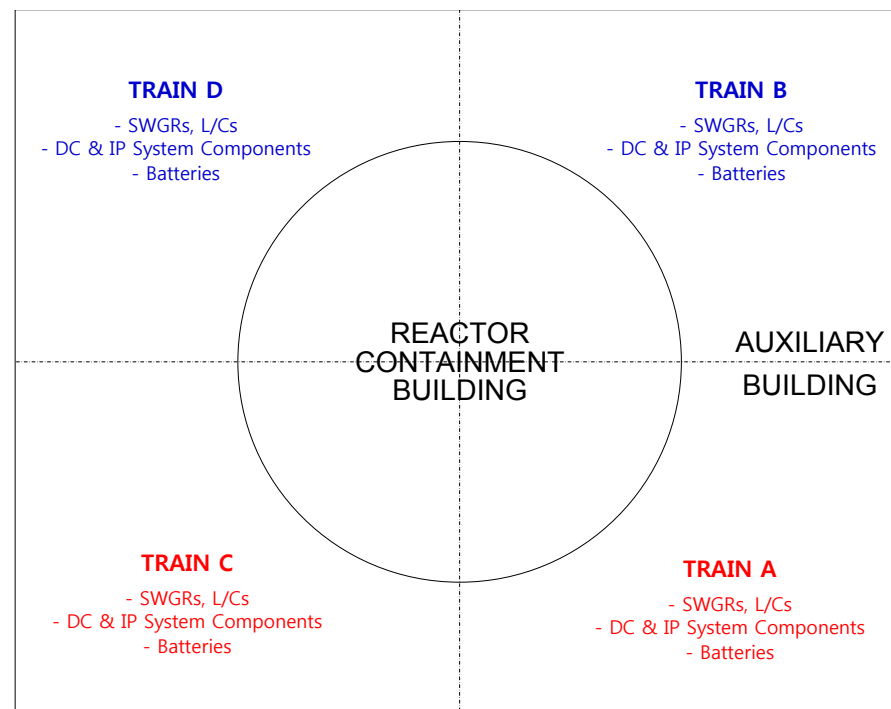 TRAIN D
- SWGRs, L/Cs
- DC & IP System Components
- Batteries
TRAIN B
- SWGRs, L/Cs
- DC & IP System Components
- Batteries
REACTOR
CONTAINMENT
BUILDING
AUXILIARY
BUILDING
TRAIN C
- SWGRs, L/Cs
- DC & IP System Components
- Batteries
TRAIN A
- SWGRs, L/Cs
- DC & IP System Components
- Batteries